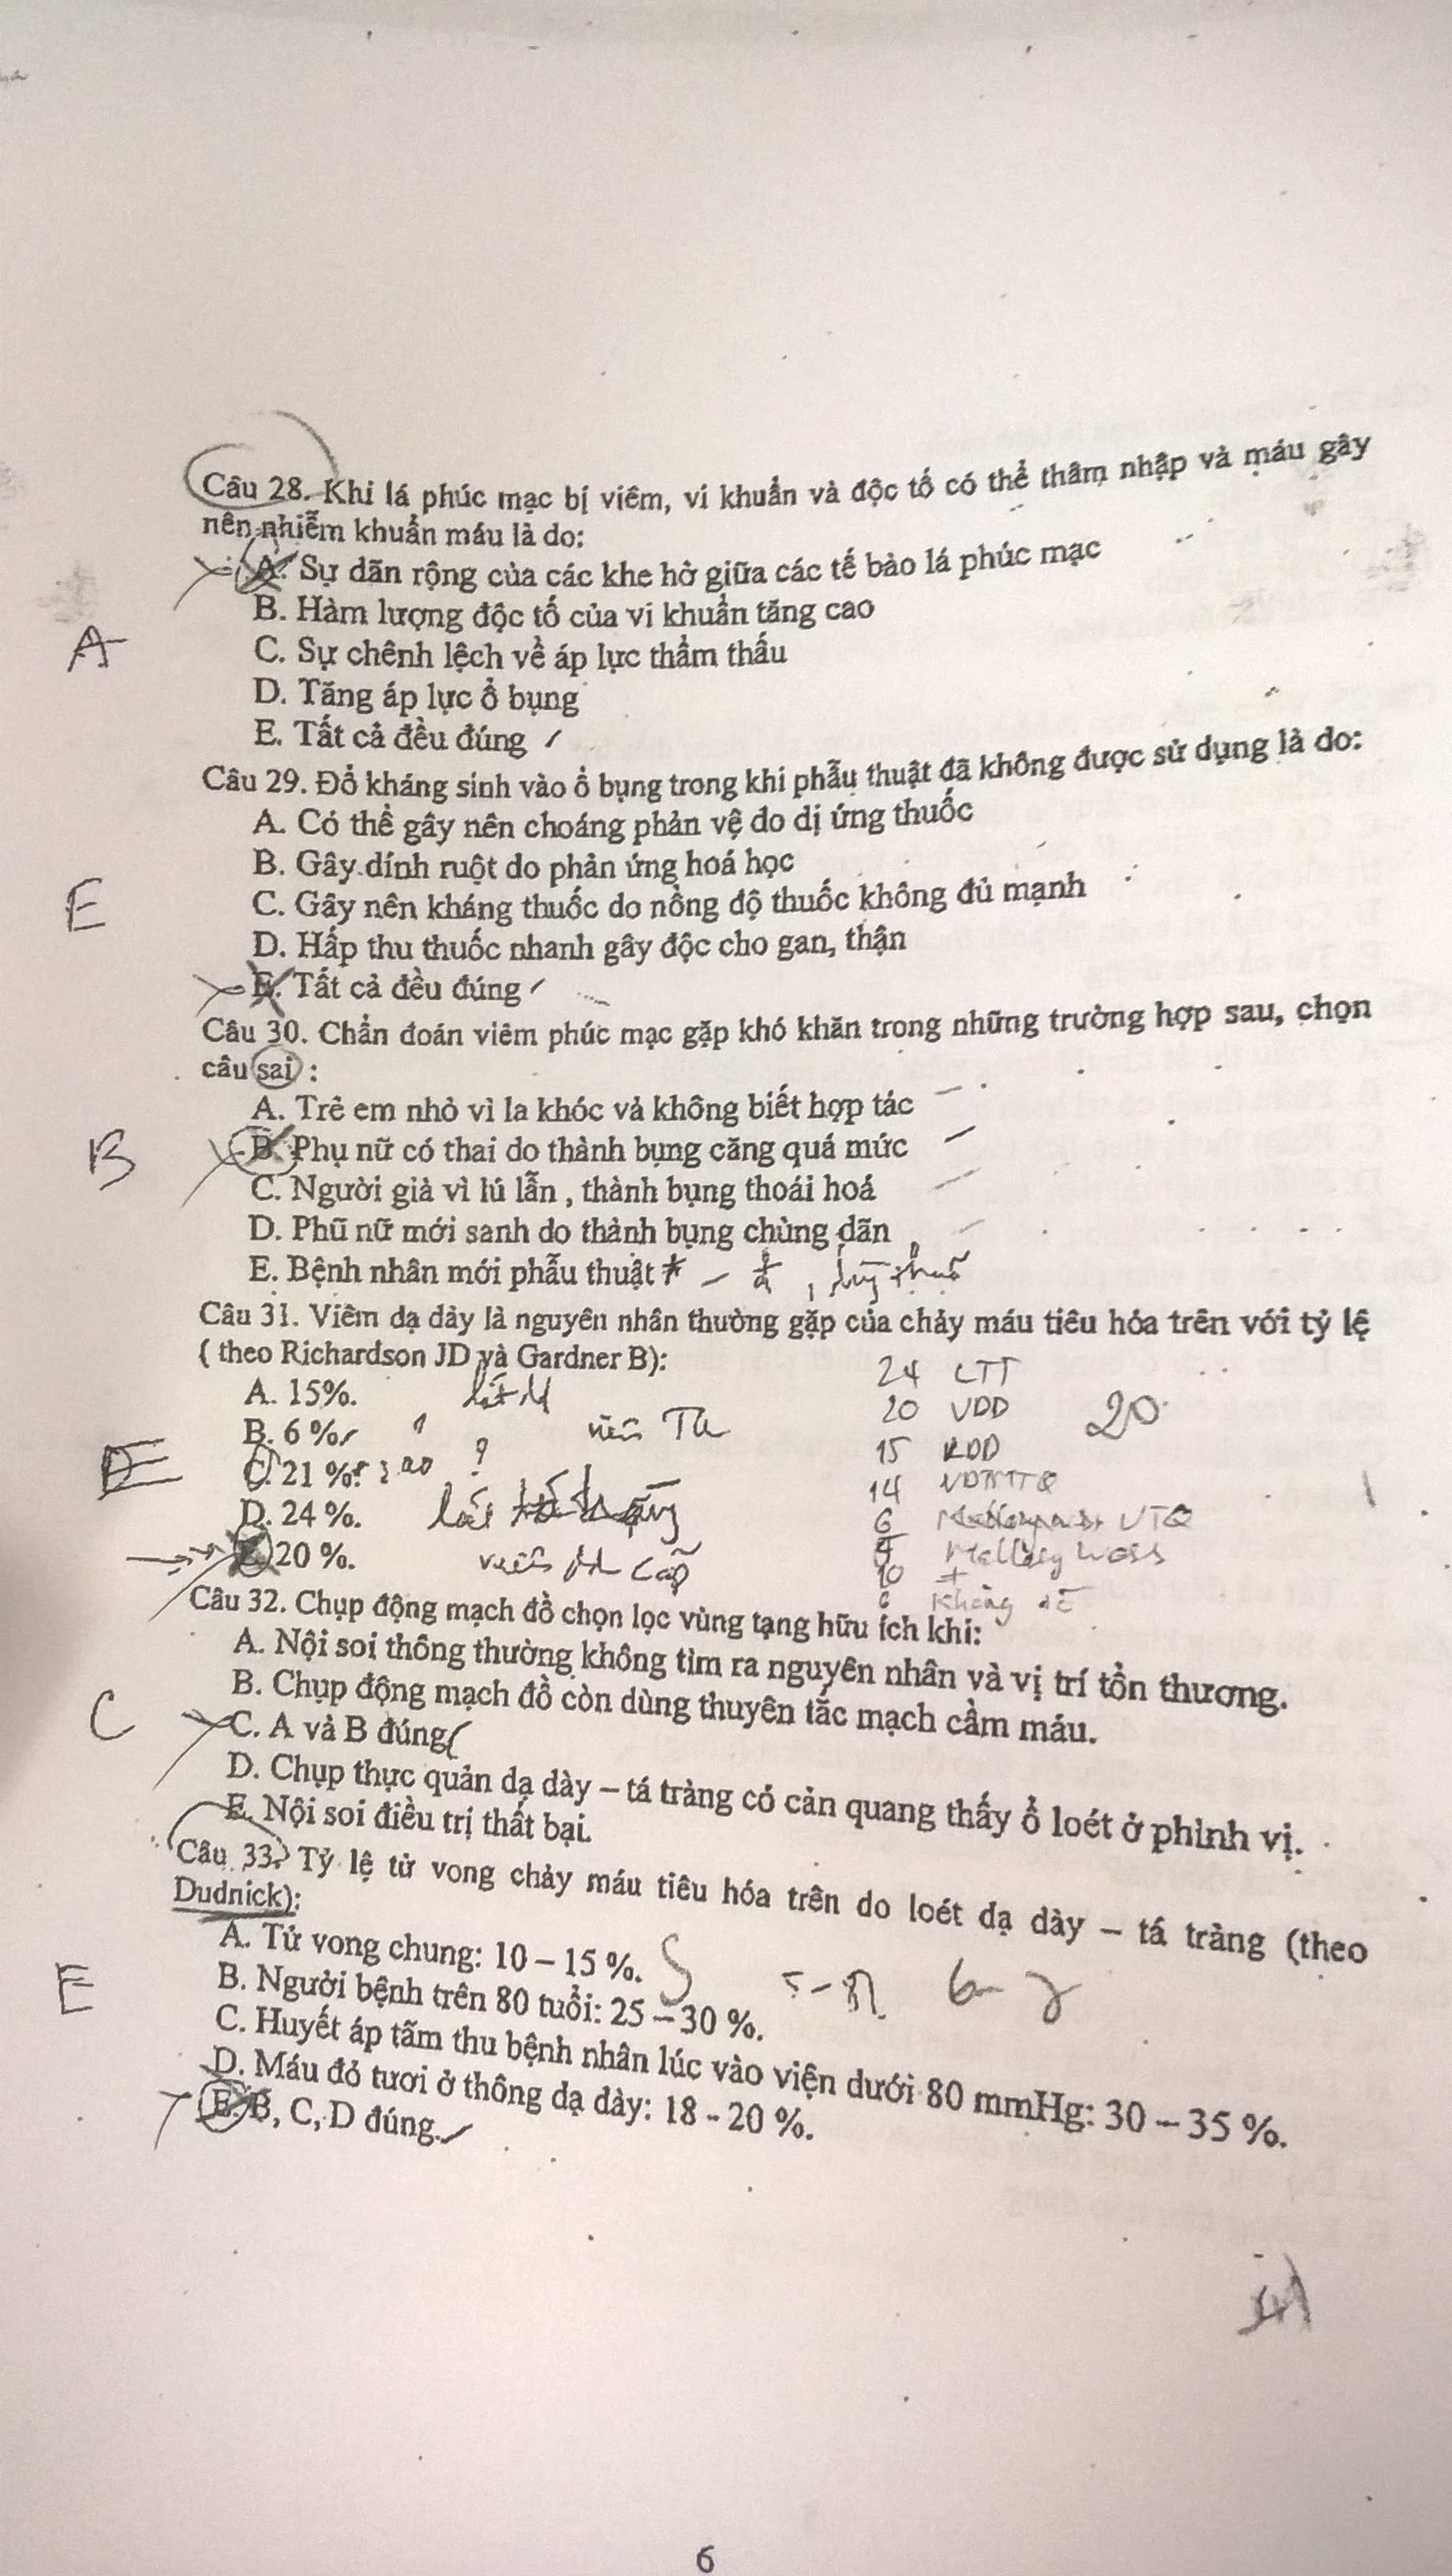 Câu 28. Khi lá phúc mạc bị viêm, vi khuẩn và độc tố có thể thâm nhập và máu gây
nên nhiễm khuẩn máu là do:
A. Sự dãn rộng của các khe hở giữa các tế bào lá phúc mạc
B. Hàm lượng độc tố của vi khuẩn tăng cao
A
C. Sự chênh lệch về áp lực thẩm thấu
D. Tăng áp lực ổ bụng
E. Tất cả đều đúng
Câu 29. Đổ kháng sinh vào ổ bụng trong khi phẫu thuật đã không được sử dụng là do:
A. Có thể gây nên choáng phản vệ do dị ứng thuốc
B. Gây dính ruột do phản ứng hoá học
E
C. Gây nên kháng thuốc do nồng độ thuốc không đủ mạnh
D. Hấp thu thuốc nhanh gây độc cho gan, thận
E. Tất cả đều đúng
Câu 30. Chẩn đoán viêm phúc mạc gặp khó khăn trong những trường hợp sau, chọn
câu sai :
A. Trẻ em nhỏ vì la khóc và không biết hợp tác
B
B. Phụ nữ có thai do thành bụng căng quá mức
C. Người già vì lú lẫn , thành bụng thoái hoá
D. Phũ nữ mới sanh do thành bụng chùng dãn
E. Bệnh nhân mới phẫu thuật
Câu 31. Viêm dạ dày là nguyên nhân thường gặp của chảy máu tiêu hóa trên với tỷ lệ
( theo Richardson JD và Gardner B):
24 LTT
A. 15%.
20 VDD 20
B. 6 %
15
E
C. 21 % ?
14
D. 24 %.
6 VTQ
20 %.
4 Mallory Weiss
10
6 Không
Câu 32. Chụp động mạch đồ chọn lọc vùng tạng hữu ích khi:
A. Nội soi thông thường không tìm ra nguyên nhân và vị trí tổn thương.
B. Chụp động mạch đồ còn dùng thuyên tắc mạch cầm máu.
C
C. A và B đúng
D. Chụp thực quản dạ dày – tá tràng có cản quang thấy ổ loét ở phình vị.
E. Nội soi điều trị thất bại.
Câu 33. Tỷ lệ tử vong chảy máu tiêu hóa trên do loét dạ dày – tá tràng (theo
Dudnick):
A. Tử vong chung: 10 – 15 %. S
E
B. Người bệnh trên 80 tuổi: 25 – 30 %.
C. Huyết áp tâm thu bệnh nhân lúc vào viện dưới 80 mmHg: 30 – 35 %.
D. Máu đỏ tươi ở thông dạ dày: 18 - 20 %.
E. B, C, D đúng.
6